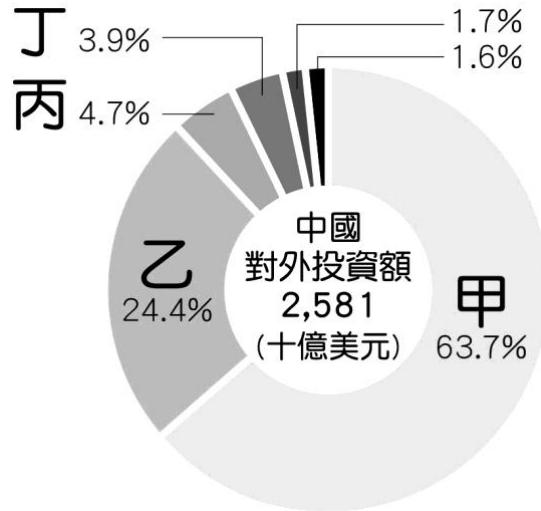 丁 3.9%
丙 4.7%
1.7%
1.6%
乙
24.4%
中國
對外投資額
2,581
(十億美元)
甲
63.7%